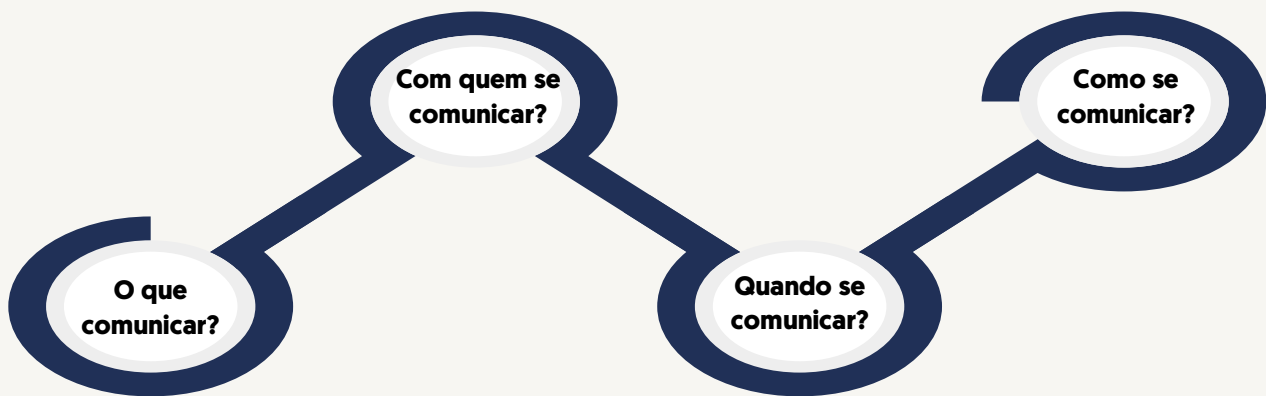 O que
comunicar?
Com quem se
comunicar?
Quando se
comunicar?
Como se
comunicar?